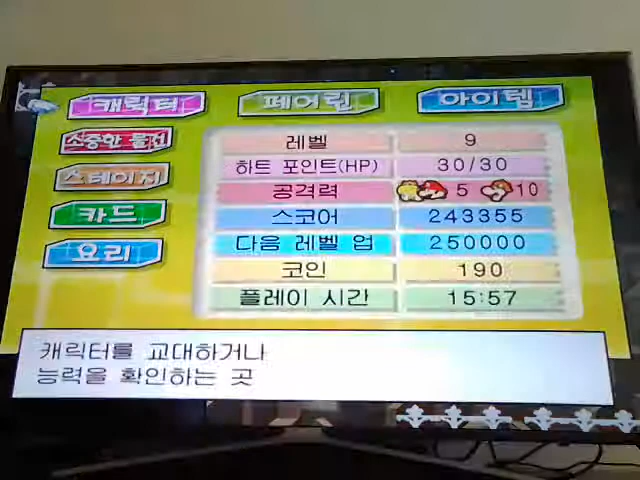 캐릭터
페어린
아이템
소중한 물건
스테이지
카드
요리
레벨 9
하트 포인트(HP) 30/30
공격력 5 10
스코어 243355
다음 레벨 업 250000
코인 190
플레이 시간 15:57
캐릭터를 교대하거나
능력을 확인하는 곳